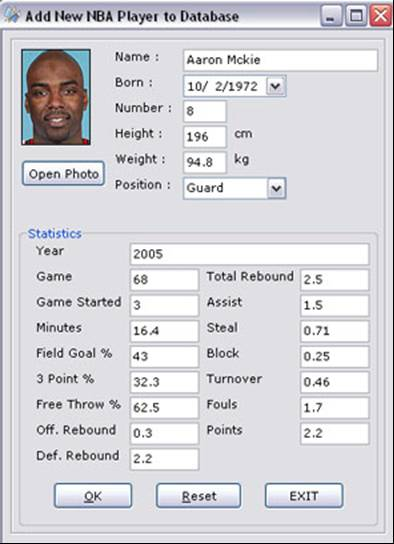 Add New NBA Player to Database
Name : Aaron Mckie
Born : 10/ 2/1972
Number : 8
Height : 196 cm
Weight : 94.8 kg
Open Photo
Position : Guard
Statistics
Year 2005
Game 68 Total Rebound 2.5
Game Started 3 Assist 1.5
Minutes 16.4 Steal 0.71
Field Goal % 43 Block 0.25
3 Point % 32.3 Turnover 0.46
Free Throw % 62.5 Fouls 1.7
Off. Rebound 0.3 Points 2.2
Def. Rebound 2.2
OK Reset EXIT